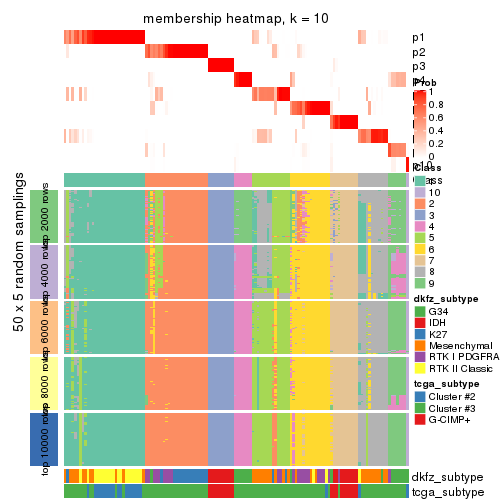 membership heatmap, k = 10
p1
p2
p3
p4
p10
Prob
1
0.8
0.6
0.4
0.2
0
Class
1
10
2
3
4
5
6
7
8
9
dkfz_subtype
G34
IDH
K27
Mesenchymal
RTK I PDGFRA
RTK II Classic
tcga_subtype
Cluster #2
Cluster #3
G-CIMP+
50 x 5 random samplings
top 2000 rows
top 4000 rows
top 6000 rows
top 8000 rows
top 10000 rows
dkfz_subtype
tcga_subtype